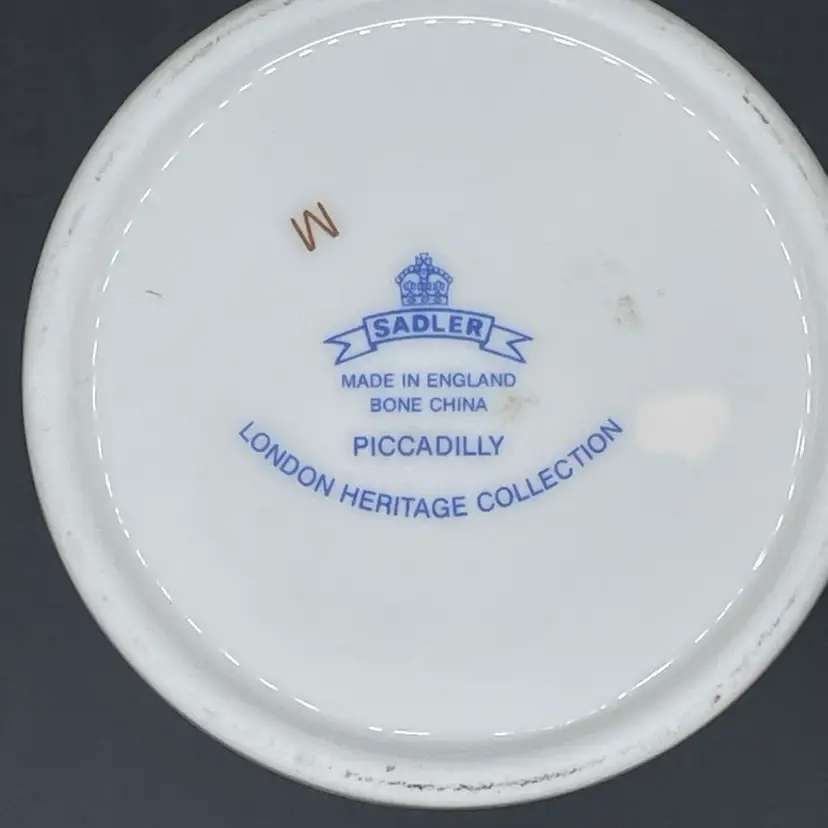 M
SADLER
MADE IN ENGLAND
BONE CHINA
PICCADILLY
LONDON HERITAGE COLLECTION